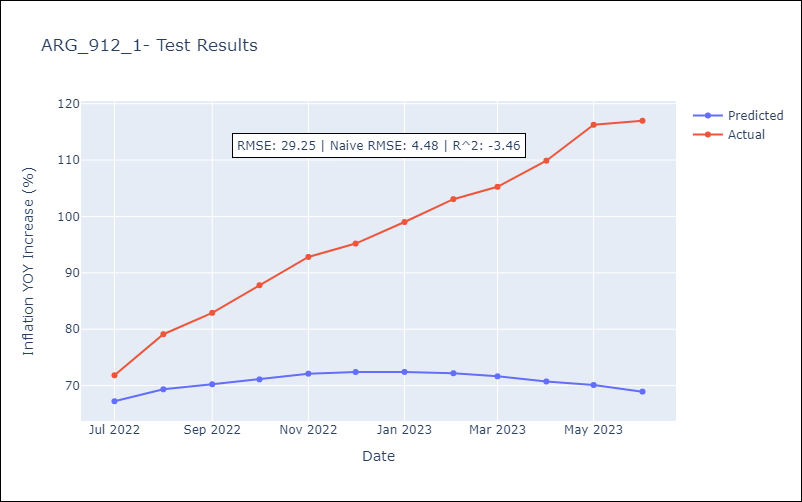 ARG_912_1- Test Results
120
110
100
90
80
70
Inflation YOY Increase (%)
RMSE: 29.25 | Naive RMSE: 4.48 | R^2: -3.46
Predicted
Actual
Jul 2022
Sep 2022
Nov 2022
Jan 2023
Mar 2023
May 2023
Date